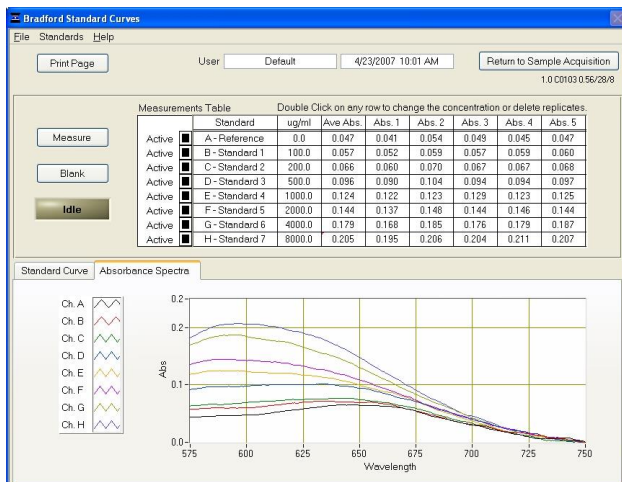 Bradford Standard Curves
File Standards Help
Print Page User Default 4/23/2007 10:01 AM Return to Sample Acquisition
1.0 C0103 0.56/28/8
Measurements Table Double Click on any row to change the concentration or delete replicates.
Standard ug/ml Ave Abs. Abs. 1 Abs. 2 Abs. 3 Abs. 4 Abs. 5
Active A - Reference 0.0 0.047 0.041 0.054 0.049 0.045 0.047
Active B - Standard 1 100.0 0.057 0.052 0.059 0.057 0.059 0.060
Active C - Standard 2 200.0 0.066 0.060 0.070 0.067 0.067 0.068
Active D - Standard 3 500.0 0.096 0.090 0.104 0.094 0.094 0.097
Active E - Standard 4 1000.0 0.124 0.122 0.123 0.129 0.123 0.125
Active F - Standard 5 2000.0 0.144 0.137 0.148 0.144 0.146 0.144
Active G - Standard 6 4000.0 0.179 0.168 0.185 0.176 0.179 0.187
Active H - Standard 7 8000.0 0.205 0.195 0.206 0.204 0.211 0.207
Measure
Blank
Idle
Standard Curve Absorbance Spectra
Ch. A
Ch. B
Ch. C
Ch. D
Ch. E
Ch. F
Ch. G
Ch. H
Abs
0.2
0.2
0.1
0.0
575 600 625 650 675 700 725 750
Wavelength